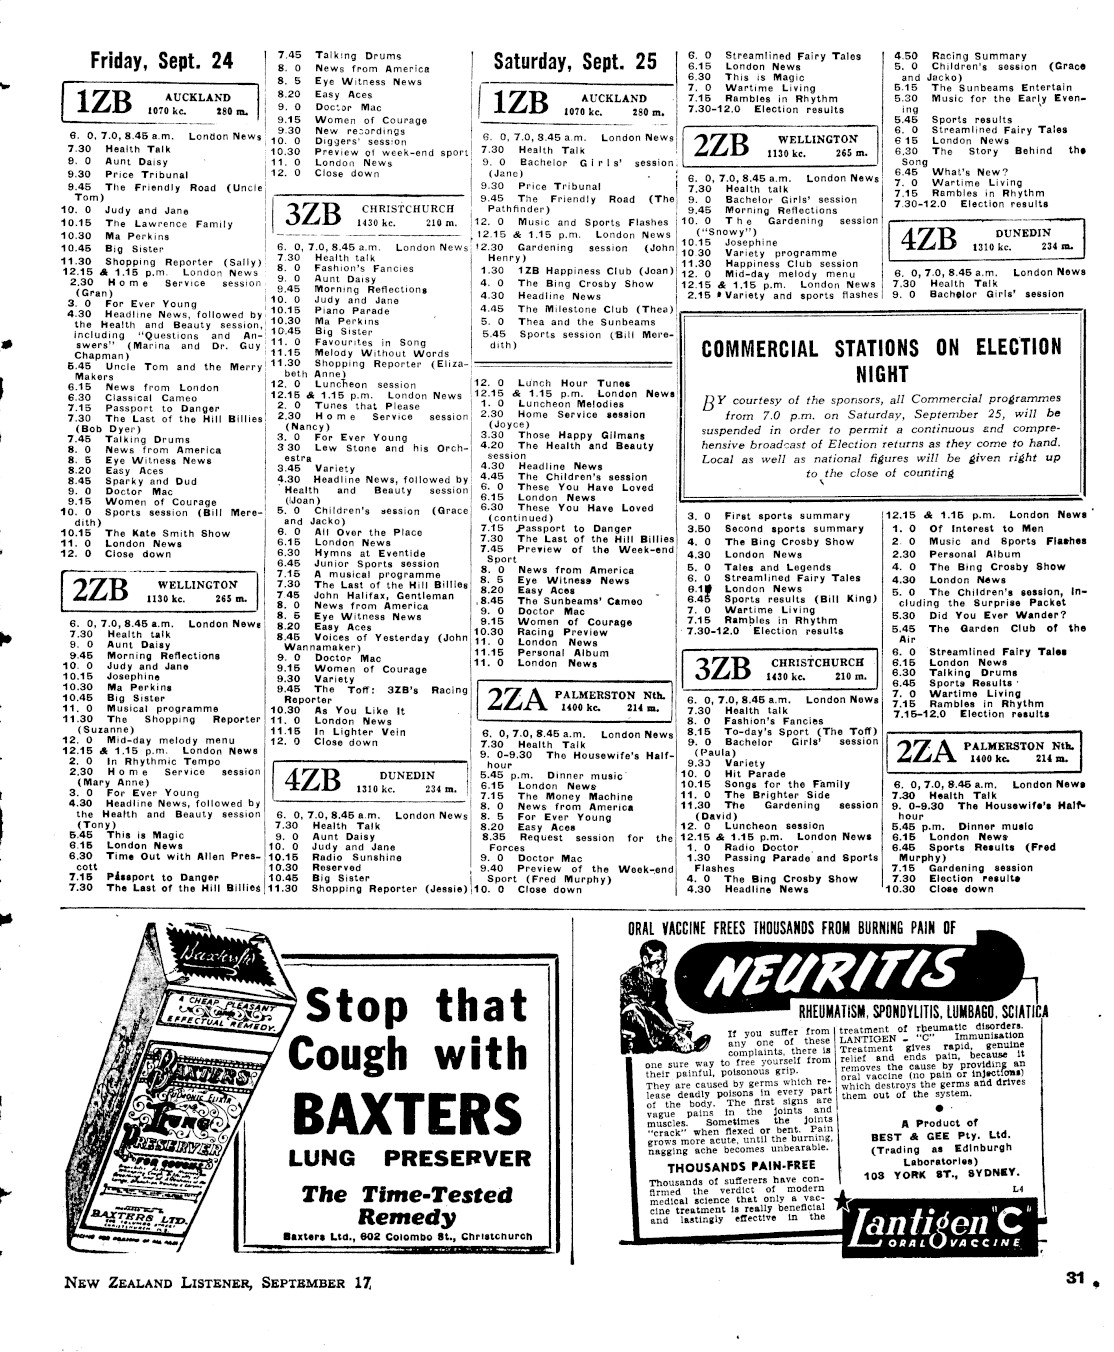 Friday, Sept. 24
1ZB AUCKLAND
1070 kc. 280 m.
6. 0, 7.0, 8.45 a.m. London News
7.30 Health Talk
9. 0 Aunt Daisy
9.30 Price Tribunal
9.45 The Friendly Road (Uncle
Tom)
10. 0 Judy and Jane
10.15 The Lawrence Family
10.30 Ma Perkins
10.45 Big Sister
11.30 Shopping Reporter (Sally)
12.15 & 1.15 p.m. London News
2.30 Home Service session
(Gran)
3. 0 For Ever Young
4.30 Headline News, followed by
the Health and Beauty session,
including "Questions and An-
swers" (Marina and Dr. Guy
Chapman)
5.45 Uncle Tom and the Merry
Makers
6.15 News from London
6.30 Classical Cameo
7.15 Passport to Danger
7.30 The Last of the Hill Billies
(Bob Dyer)
7.45 Talking Drums
8. 0 News from America
8. 5 Eye Witness News
8.20 Easy Aces
8.45 Sparky and Dud
9. 0 Doctor Mac
9.15 Women of Courage
10. 0 Sports session (Bill Mere-
dith)
10.15 The Kate Smith Show
11. 0 London News
12. 0 Close down
2ZB WELLINGTON
1130 kc. 265 m.
6. 0, 7.0, 8.45 a.m. London News
7.30 Health talk
9. 0 Aunt Daisy
9.45 Morning Reflections
10. 0 Judy and Jane
10.15 Josephine
10.30 Ma Perkins
10.45 Big Sister
11. 0 Musical programme
11.30 The Shopping Reporter
(Suzanne)
12. 0 Mid-day melody menu
12.15 & 1.15 p.m. London News
2. 0 In Rhythmic Tempo
2.30 Home Service session
(Mary Anne)
3. 0 For Ever Young
4.30 Headline News, followed by
the Health and Beauty session
(Tony)
5.45 This is Magic
6.15 London News
6.30 Time Out with Allen Pres-
cott
7.15 Passport to Danger
7.30 The Last of the Hill Billies
7.45 Talking Drums
8. 0 News from America
8. 5 Eye Witness News
8.20 Easy Aces
9. 0 Doctor Mac
9.15 Women of Courage
9.30 New recordings
10. 0 Diggers' session
10.30 Preview of week-end sport
11. 0 London News
12. 0 Close down
3ZB CHRISTCHURCH
1430 kc. 210 m.
6. 0, 7.0, 8.45 a.m. London News
7.30 Health talk
8. 0 Fashion's Fancies
9. 0 Aunt Daisy
9.45 Morning Reflections
10. 0 Judy and Jane
10.15 Piano Parade
10.30 Ma Perkins
10.45 Big Sister
11. 0 Favourites in Song
11.15 Melody Without Words
11.30 Shopping Reporter (Eliza-
beth Anne)
12. 0 Luncheon session
12.15 & 1.15 p.m. London News
2. 0 Tunes that Please
2.30 Home Service session
(Nancy)
3. 0 For Ever Young
3 30 Lew Stone and his Orch-
estra
3.45 Variety
4.30 Headline News, followed by
Health and Beauty session
(Joan)
5. 0 Children's session (Grace
and Jacko)
6. 0 All Over the Place
6.15 London News
6.30 Hymns at Eventide
6.45 Junior Sports session
7.15 A musical programme
7.30 The Last of the Hill Billies
7 45 John Halifax, Gentleman
8. 0 News from America
8. 5 Eye Witness News
8.20 Easy Aces
8.45 Voices of Yesterday (John
Wannamaker)
9. 0 Doctor Mac
9.15 Women of Courage
9.30 Variety
9.45 The Toff: 3ZB's Racing
Reporter
10.30 As You Like It
11. 0 London News
11.15 In Lighter Vein
12. 0 Close down
4ZB DUNEDIN
1310 kc. 234 m.
6. 0, 7.0, 8.45 a.m. London News
7.30 Health Talk
9. 0 Aunt Daisy
10. 0 Judy and Jane
10.15 Radio Sunshine
10.30 Reserved
10.45 Big Sister
11.30 Shopping Reporter (Jessie)
Saturday, Sept. 25
1ZB AUCKLAND
1070 kc. 280 m.
6. 0, 7.0, 8.45 a.m. London News
7.30 Health Talk
9. 0 Bachelor Girls' session
(Jane)
9.30 Price Tribunal
9.45 The Friendly Road (The
Pathfinder)
12. 0 Music and Sports Flashes
12.15 & 1.15 p.m. London News
12.30 Gardening session (John
Henry)
1.30 1ZB Happiness Club (Joan)
4. 0 The Bing Crosby Show
4.30 Headline News
4.45 The Milestone Club (Thea)
5. 0 Thea and the Sunbeams
5.45 Sports session (Bill Mere-
dith)
12. 0 Lunch Hour Tunes
12.15 & 1.15 p.m. London News
1. 0 Luncheon Melodies
2.30 Home Service session
(Joyce)
3.30 Those Happy Gilmans
4.20 The Health and Beauty
session
4.30 Headline News
4.45 The Children's session
6. 0 These You Have Loved
6.15 London News
6.30 These You Have Loved
(continued)
7.15 Passport to Danger
7.30 The Last of the Hill Billies
7.45 Preview of the Week-end
Sport
8. 0 News from America
8. 5 Eye Witness News
8.20 Easy Aces
8.45 The Sunbeams' Cameo
9. 0 Doctor Mac
9.15 Women of Courage
10.30 Racing Preview
11. 0 London News
11.15 Personal Album
11. 0 London News
2ZA PALMERSTON Nth.
1400 kc. 214 m.
6. 0, 7.0, 8.45 a.m. London News
7.30 Health Talk
9. 0-9.30 The Housewife's Half-
hour
5.45 p.m. Dinner music
6.15 London News
7.15 The Money Machine
8. 0 News from America
8. 5 For Ever Young
8.20 Easy Aces
8.35 Request session for the
Forces
9. 0 Doctor Mac
9.40 Preview of the Week-end
Sport (Fred Murphy)
10. 0 Close down
6. 0 Streamlined Fairy Tales
6.15 London News
6.30 This is Magic
7. 0 Wartime Living
7.15 Rambles in Rhythm
7.30-12.0 Election results
2ZB WELLINGTON
1130 kc. 265 m.
6. 0, 7.0, 8.45 a.m. London News
7.30 Health talk
9. 0 Bachelor Girls' session
9.45 Morning Reflections
10. 0 The Gardening session
("Snowy")
10.15 Josephine
10 30 Variety programme
11.30 Happiness Club session
12. 0 Mid-day melody menu
12.15 & 1.15 p.m. London News
2.15 Variety and sports flashes
4.50 Racing Summary
5. 0 Children's session (Grace
and Jacko)
5.15 The Sunbeams Entertain
5.30 Music for the Early Even-
ing
5.45 Sports results
6. 0 Streamlined Fairy Tales
6 15 London News
6.30 The Story Behind the
Song
6.45 What's New?
7. 0 Wartime Living
7.15 Rambles in Rhythm
7.30-12.0 Election results
4ZB DUNEDIN
1310 kc. 234 m.
6. 0, 7.0, 8.45 a.m. London News
7.30 Health Talk
9. 0 Bachelor Girls' session
COMMERCIAL STATIONS ON ELECTION
NIGHT
BY courtesy of the sponsors, all Commercial programmes
from 7.0 p.m. on Saturday, September 25, will be
suspended in order to permit a continuous and compre-
hensive broadcast of Election returns as they come to hand.
Local as well as national figures will be given right up
to the close of counting
3. 0 First sports summary
3.50 Second sports summary
4. 0 The Bing Crosby Show
4.30 London News
5. 0 Tales and Legends
6. 0 Streamlined Fairy Tales
London News
6.45 Sports results (Bill King)
7. 0 Wartime Living
7.15 Rambles in Rhythm
7.30-12.0 Election results
3ZB CHRISTCHURCH
1430 kc. 210 m.
6. 0, 7.0, 8.45 a.m. London News
7.30 Health talk
8. 0 Fashion's Fancies
8.15 To-day's Sport (The Toff)
9. 0 Bachelor Girls' session
(Paula)
9.30 Variety
10. 0 Hit Parade
10.15 Songs for the Family
11. 0 The Brighter Side
11.30 The Gardening session
(David)
12. 0 Luncheon session
12.15 & 1.15 p.m. London News
1. 0 Radio Doctor
1.30 Passing Parade and Sports
Flashes
4. 0 The Bing Crosby Show
4.30 Headline News
12.15 & 1.15 p.m. London News
1. 0 Of Interest to Men
2 0 Music and Sports Flashes
2.30 Personal Album
4. 0 The Bing Crosby Show
4.30 London News
5. 0 The Children's session, In-
cluding the Surprise Packet
5.30 Did You Ever Wander?
5.45 The Garden Club of the
Air
6. 0 Streamlined Fairy Tales
6.15 London News
6.30 Talking Drums
6.45 Sports Results
7. 0 Wartime Living
7.15 Rambles in Rhythm
7.15-12.0 Election results
2ZA PALMERSTON Nth.
1400 kc. 214 m.
6. 0, 7.0, 8.45 a.m. London News
7.30 Health Talk
9. 0-9.30 The Housewife's Half-
hour
5.45 p.m. Dinner music
6.15 London News
6.45 Sports Results (Fred
Murphy)
7.15 Gardening session
7.30 Election results
10.30 Close down
Baxters
A CHEAP PLEASANT
EFFECTUAL REMEDY.
BAXTERS
PULMONIC ELIXIR
LUNG
PRESERVER
FOR COUGHS
BAXTERS LTD.
Stop that
Cough with
BAXTERS
LUNG PRESERVER
The Time-Tested
Remedy
Baxters Ltd., 602 Colombo St., Christchurch
ORAL VACCINE FREES THOUSANDS FROM BURNING PAIN OF
NEURITIS
RHEUMATISM, SPONDYLITIS, LUMBAGO, SCIATICA
If you suffer from
any one of these
complaints, there is
one sure way to free yourself from
their painful, poisonous grip.
They are caused by germs which re-
lease deadly poisons in every part
of the body. The first signs are
vague pains in the joints and
muscles. Sometimes the joints
"crack" when flexed or bent. Pain
grows more acute, until the burning,
nagging ache becomes unbearable.
THOUSANDS PAIN-FREE
Thousands of sufferers have con-
firmed the verdict of modern
medical science that only a vac-
cine treatment is really beneficial
and lastingly effective in the
treatment of rheumatic disorders.
LANTIGEN - "C" Immunisation
Treatment gives rapid, genuine
relief and ends pain, because it
removes the cause by providing an
oral vaccine (no pain or injections)
which destroys the germs and drives
them out of the system.
A Product of
BEST & GEE Pty. Ltd.
(Trading as Edinburgh
Laboratories)
103 YORK ST., SYDNEY.
L4
Lantigen "C"
ORAL VACCINE
NEW ZEALAND LISTENER, SEPTEMBER 17,
31